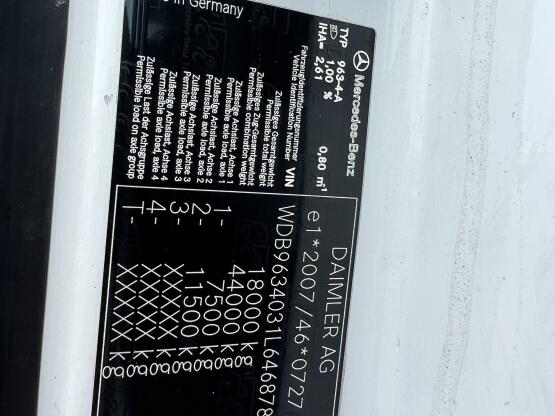 Mercedes-Benz
TYP 963-4-A
1,00 % 0,80 m⁻¹
IHA= 2,61
DAIMLER AG
e1*2007/46*0727
Fahrzeugidentifizierungsnummer
Vehicle Identification Number VIN
WDB9634031L646878
Zulässiges Gesamtgewicht
Permissible total weight 18000 kg
Zulässiges Zug-Gesamtgewicht
Permissible combination weight 44000 kg
Zulässige Achslast, Achse 1
Permissible axle load, axle 1 1- 7500 kg
Zulässige Achslast, Achse 2
Permissible axle load, axle 2 2- 11500 kg
Zulässige Achslast, Achse 3
Permissible axle load, axle 3 3- XXXXX kg
Zulässige Achslast, Achse 4
Permissible axle load, axle 4 4- XXXXX kg
Zulässige Last der Achsgruppe
Permissible load on axle group T- XXXXX kg
in Germany